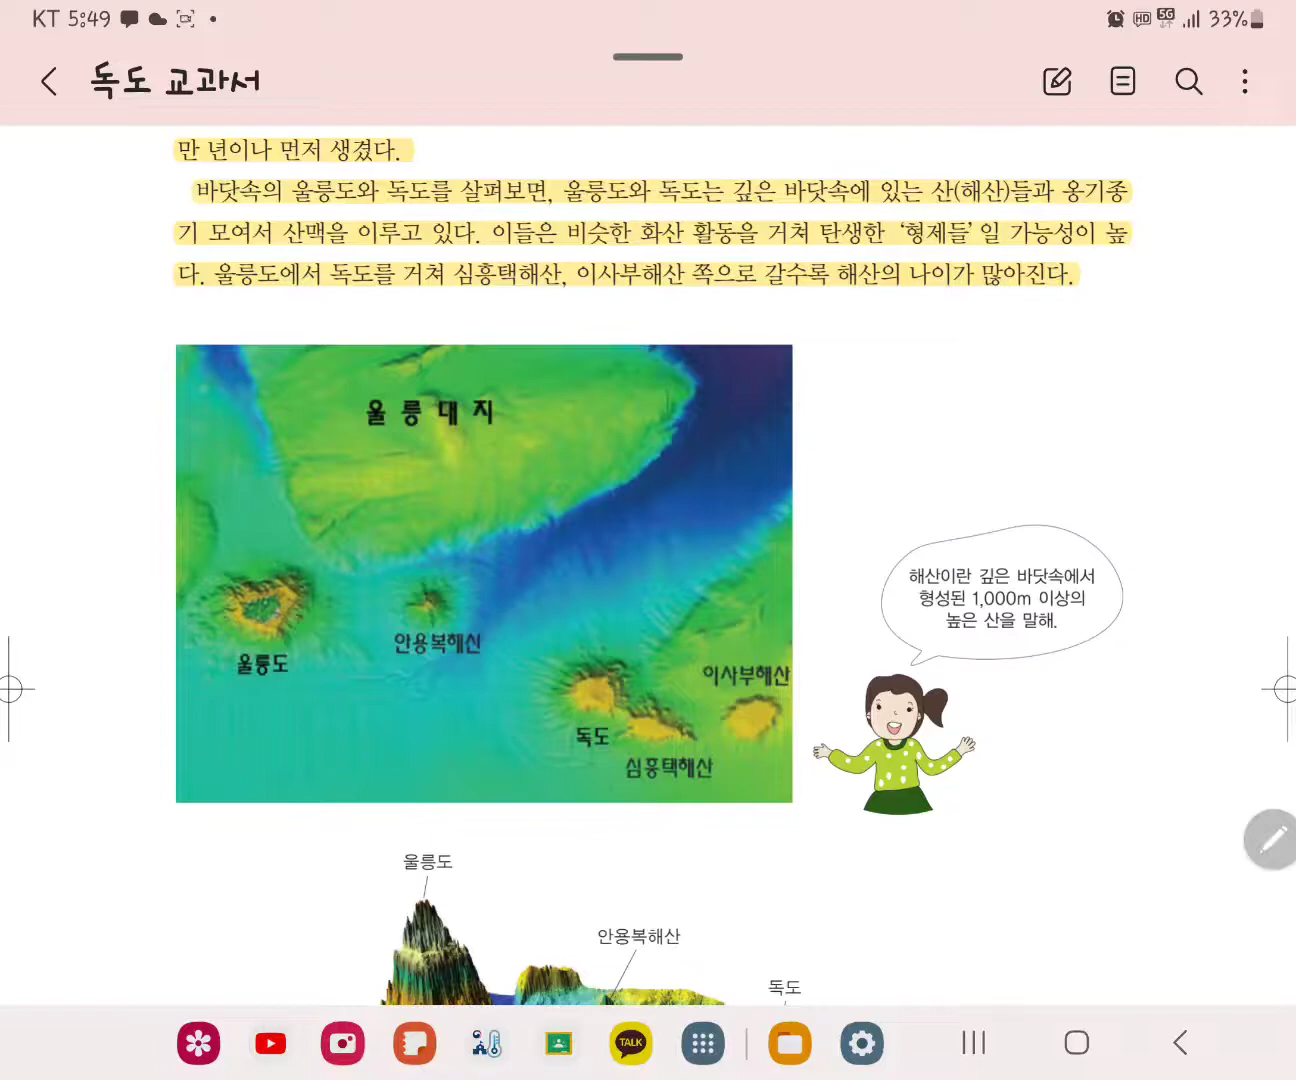 KT 5:49
HD 5G 33%
독도 교과서
만 년이나 먼저 생겼다.
바닷속의 울릉도와 독도를 살펴보면, 울릉도와 독도는 깊은 바닷속에 있는 산(해산)들과 옹기종
기 모여서 산맥을 이루고 있다. 이들은 비슷한 화산 활동을 거쳐 탄생한 ‘형제들’일 가능성이 높
다. 울릉도에서 독도를 거쳐 심흥택해산, 이사부해산 쪽으로 갈수록 해산의 나이가 많아진다.
울릉대지
안용복해산
울릉도
이사부해산
독도
심흥택해산
해산이란 깊은 바닷속에서
형성된 1,000m 이상의
높은 산을 말해.
울릉도
안용복해산
독도
TALK